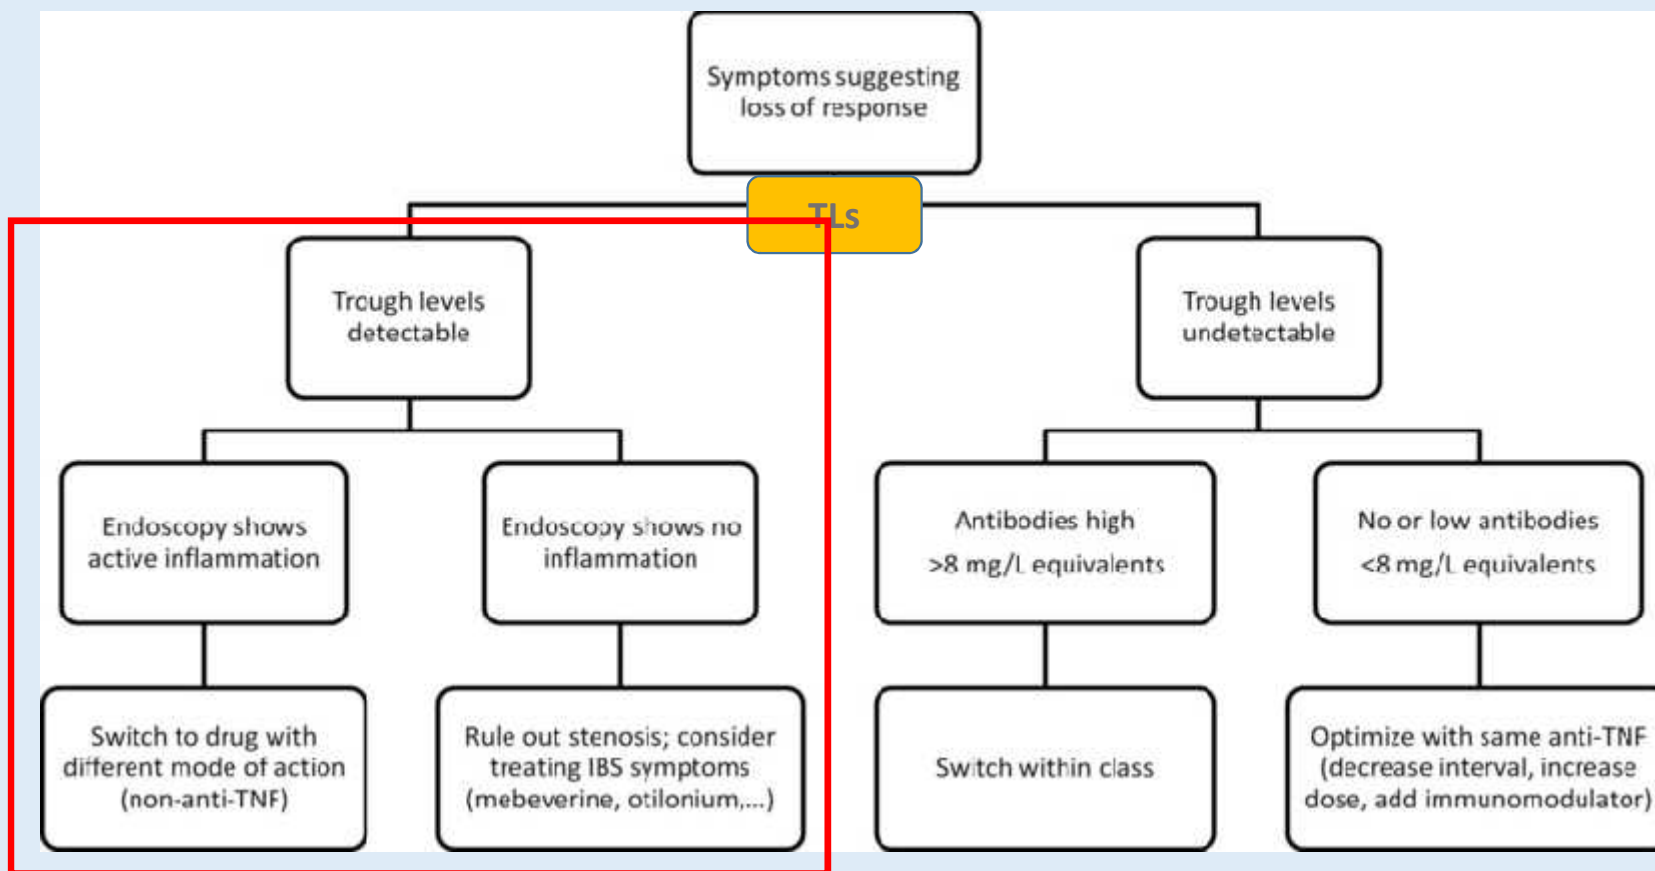 Symptoms suggesting
loss of response
TLs
Trough levels
detectable
Trough levels
undetectable
Endoscopy shows
active inflammation
Endoscopy shows no
inflammation
Antibodies high
>8 mg/L equivalents
No or low antibodies
<8 mg/L equivalents
Switch to drug with
different mode of action
(non-anti-TNF)
Rule out stenosis; consider
treating IBS symptoms
(mebeverine, otilonium,...)
Switch within class
Optimize with same anti-TNF
(decrease interval, increase
dose, add immunomodulator)